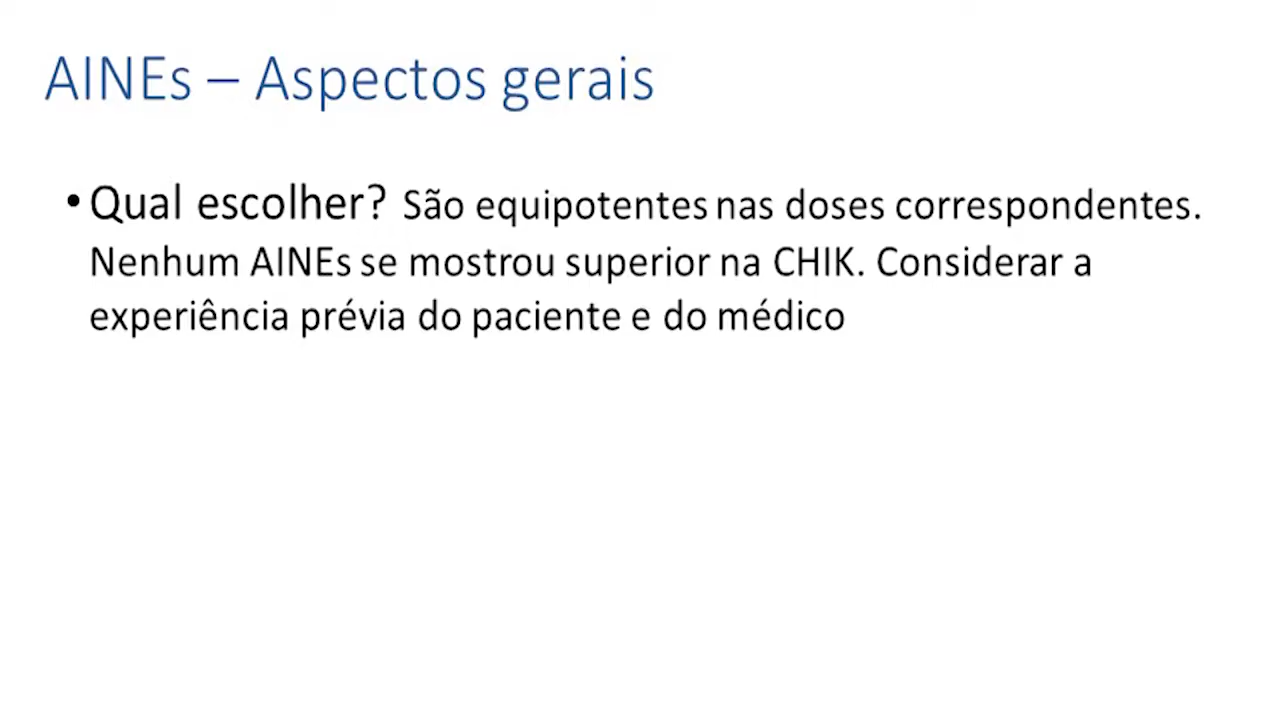 AINEs – Aspectos gerais
• Qual escolher? São equipotentes nas doses correspondentes.
Nenhum AINEs se mostrou superior na CHIK. Considerar a
experiência prévia do paciente e do médico